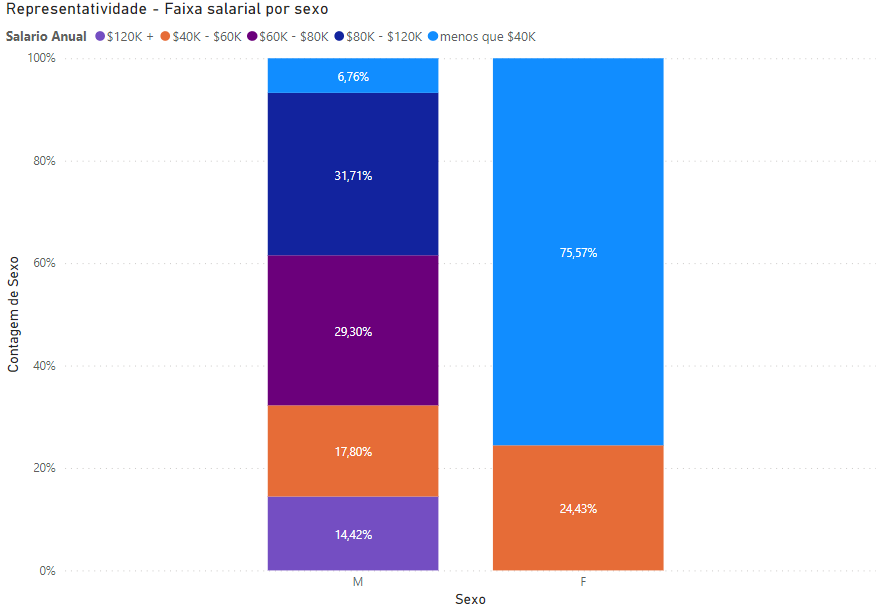 Representatividade - Faixa salarial por sexo
Salario Anual $120K + $40K - $60K $60K - $80K $80K - $120K menos que $40K
100%
80%
60%
40%
20%
0%
Contagem de Sexo
6,76%
31,71%
29,30%
17,80%
14,42%
75,57%
24,43%
M F
Sexo